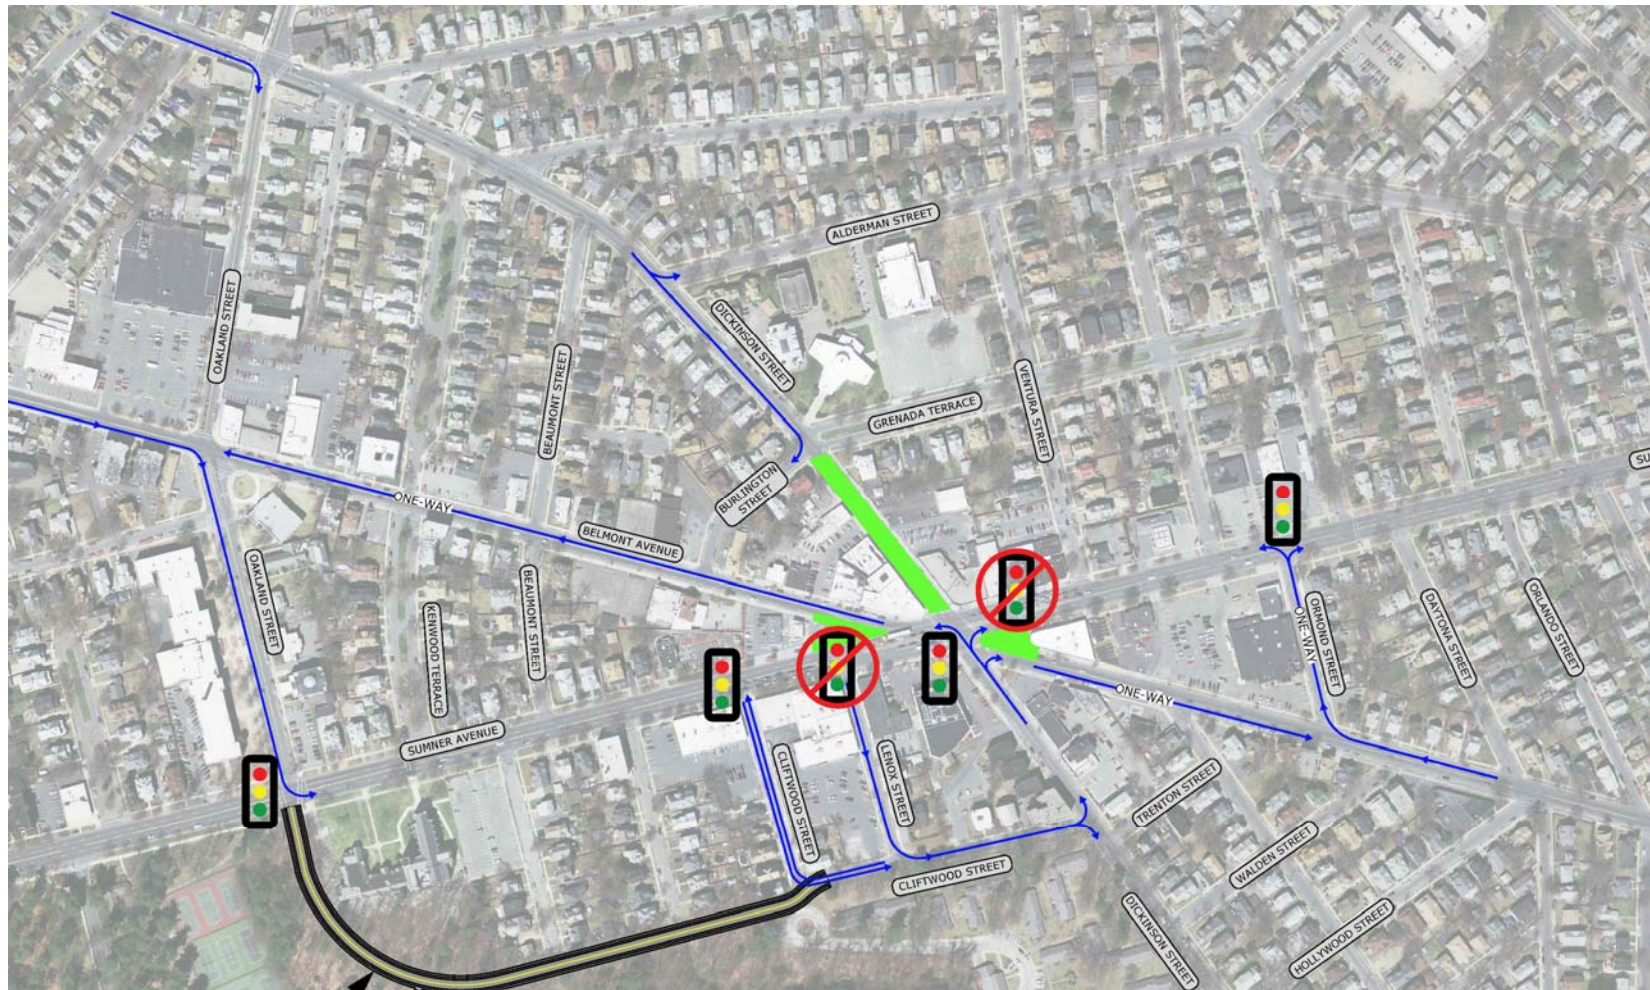 ALDERMAN STREET
OAKLAND STREET
DICKINSON STREET
BEAUMONT STREET
VENTURA STREET
GRENADA TERRACE
BURLINGTON
STREET
SU
ONE-WAY
BELMONT AVENUE
OAKLAND STREET
KENWOOD TERRACE
BEAUMONT STREET
ONE-WAY
ORMOND STREET
DAYTONA STREET
ORLANDO STREET
ONE-WAY
SUMNER AVENUE
CLIFTWOOD STREET
LENOX STREET
TRENTON STREET
WALDEN STREET
CLIFTWOOD STREET
DICKINSON STREET
HOLLYWOOD STREET